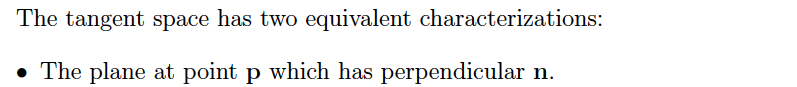 The tangent space has two equivalent characterizations:
• The plane at point p which has perpendicular n.